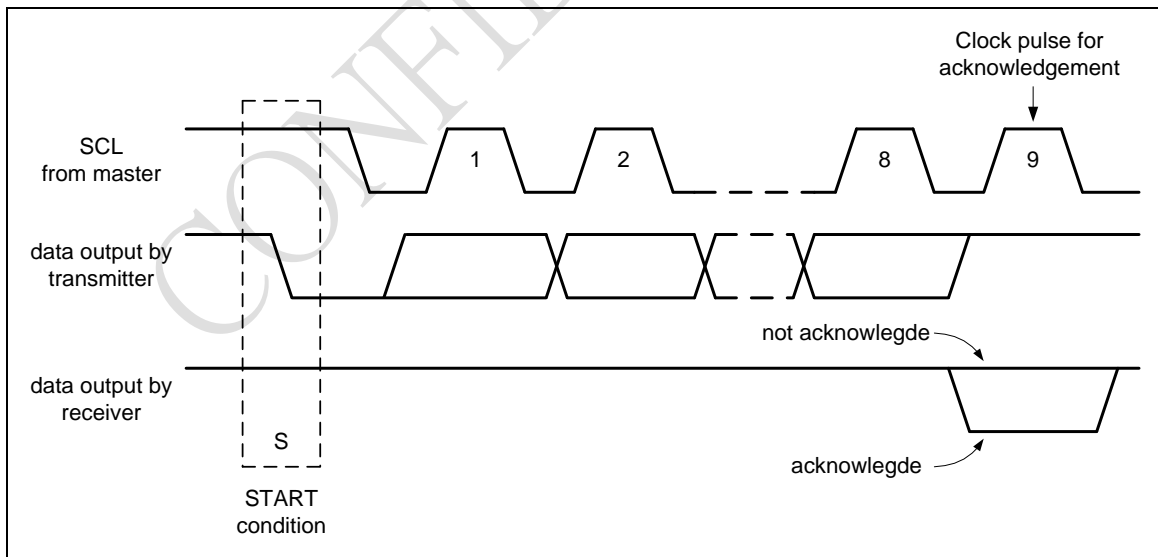 CONFI
Clock pulse for
acknowledgement
SCL
from master
1
2
8
9
data output by
transmitter
not acknowlegde
data output by
receiver
acknowlegde
S
START
condition